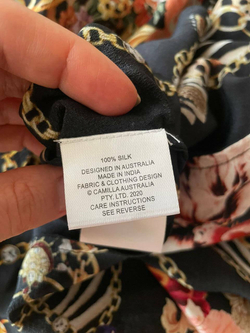 100% SILK
DESIGNED IN AUSTRALIA
MADE IN INDIA
FABRIC & CLOTHING DESIGN
© CAMILLA AUSTRALIA
PTY. LTD. 2020
CARE INSTRUCTIONS
SEE REVERSE